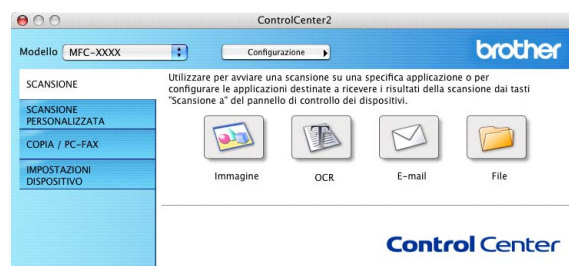 ControlCenter2
Modello MFC-XXXX Configurazione brother
SCANSIONE
SCANSIONE
PERSONALIZZATA
COPIA / PC-FAX
IMPOSTAZIONI
DISPOSITIVO
Utilizzare per avviare una scansione su una specifica applicazione o per
configurare le applicazioni destinate a ricevere i risultati della scansione dai tasti
"Scansione a" del pannello di controllo dei dispositivi.
Immagine OCR E-mail File
Control Center